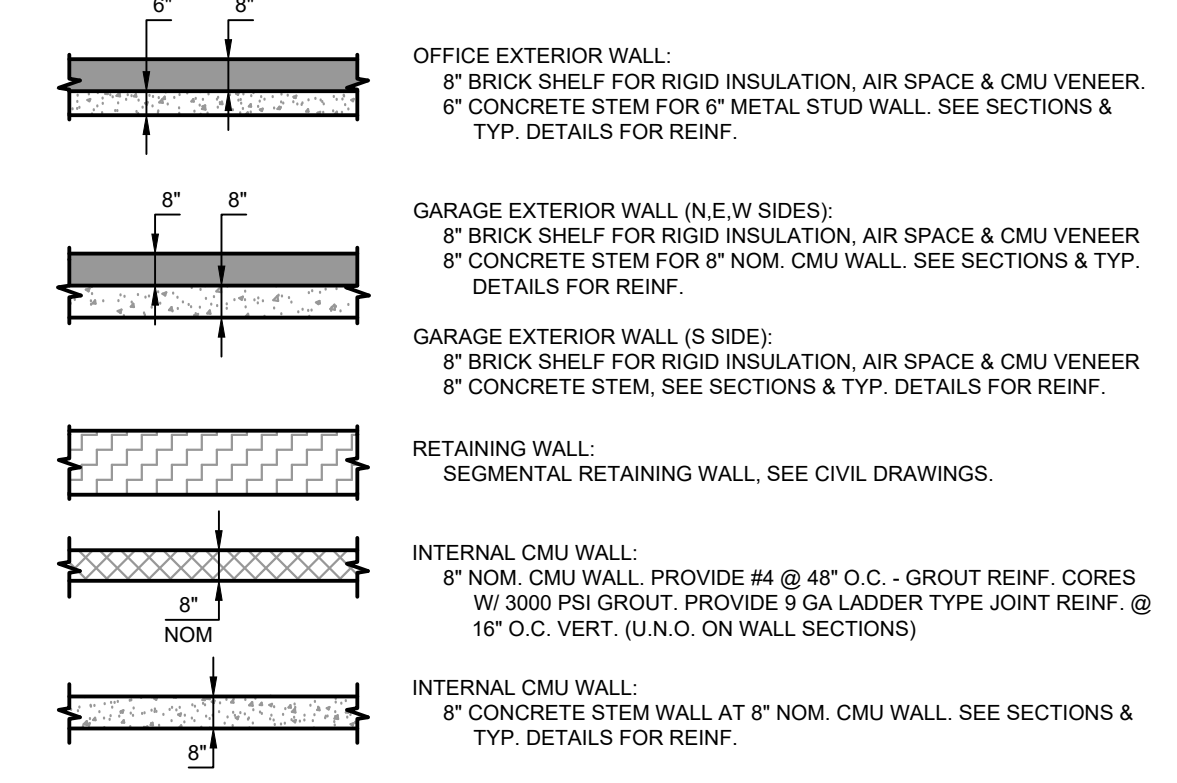 6" 8"
OFFICE EXTERIOR WALL:
8" BRICK SHELF FOR RIGID INSULATION, AIR SPACE & CMU VENEER.
6" CONCRETE STEM FOR 6" METAL STUD WALL. SEE SECTIONS &
TYP. DETAILS FOR REINF.
8" 8"
GARAGE EXTERIOR WALL (N,E,W SIDES):
8" BRICK SHELF FOR RIGID INSULATION, AIR SPACE & CMU VENEER
8" CONCRETE STEM FOR 8" NOM. CMU WALL. SEE SECTIONS & TYP.
DETAILS FOR REINF.
GARAGE EXTERIOR WALL (S SIDE):
8" BRICK SHELF FOR RIGID INSULATION, AIR SPACE & CMU VENEER
8" CONCRETE STEM, SEE SECTIONS & TYP. DETAILS FOR REINF.
RETAINING WALL:
SEGMENTAL RETAINING WALL, SEE CIVIL DRAWINGS.
INTERNAL CMU WALL:
8" NOM. CMU WALL. PROVIDE #4 @ 48" O.C. - GROUT REINF. CORES
W/ 3000 PSI GROUT. PROVIDE 9 GA LADDER TYPE JOINT REINF. @
16" O.C. VERT. (U.N.O. ON WALL SECTIONS)
8"
NOM
INTERNAL CMU WALL:
8" CONCRETE STEM WALL AT 8" NOM. CMU WALL. SEE SECTIONS &
TYP. DETAILS FOR REINF.
8"